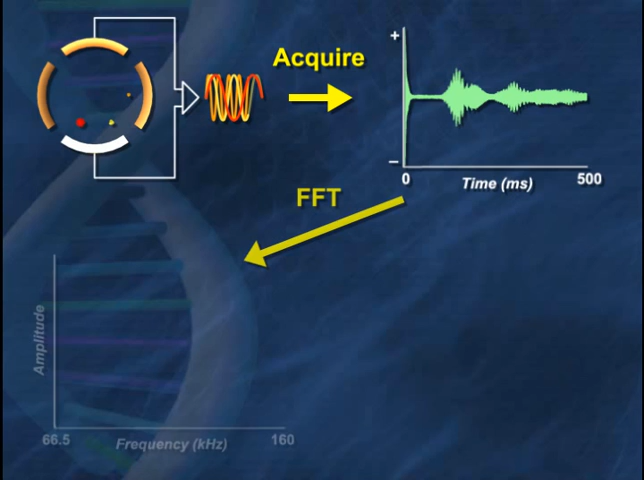 Acquire
+
–
0
Time (ms)
500
FFT
Amplitude
66.5
Frequency (kHz)
160